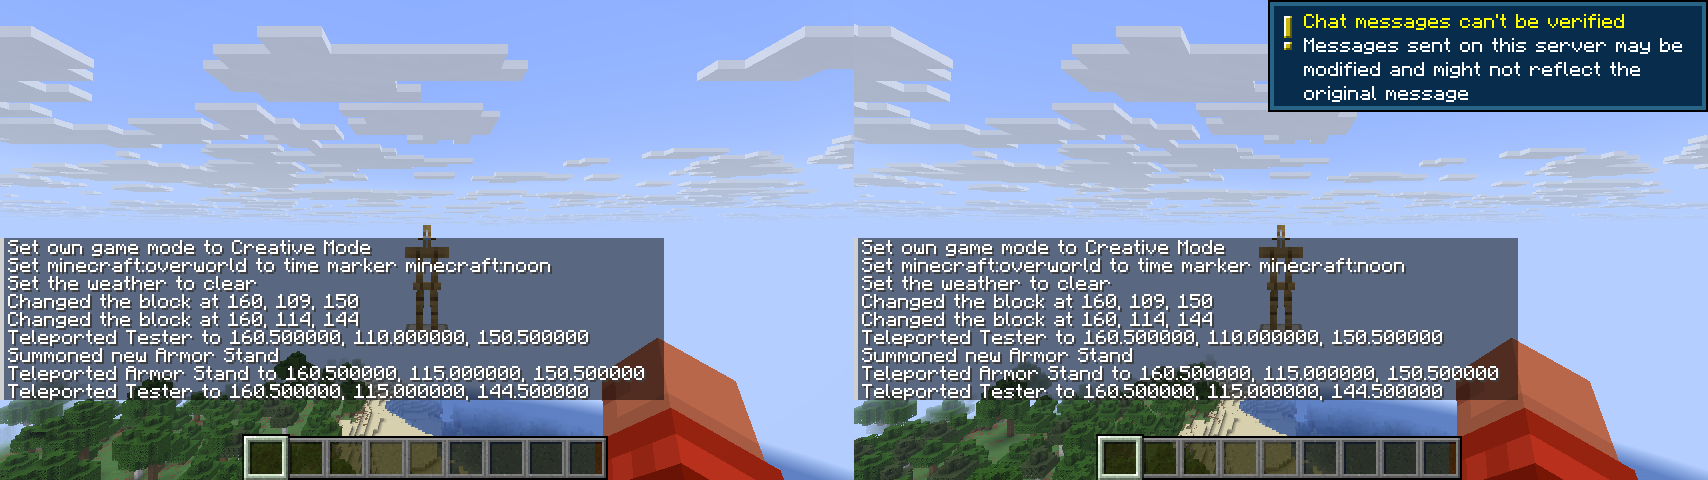 Set own game mode to Creative Mode
Set minecraft:overworld to time marker minecraft:noon
Set the weather to clear
Changed the block at 160, 109, 150
Changed the block at 160, 114, 144
Teleported Tester to 160.500000, 110.000000, 150.500000
Summoned new Armor Stand
Teleported Armor Stand to 160.500000, 115.000000, 150.500000
Teleported Tester to 160.500000, 115.000000, 144.500000
Chat messages can't be verified
Messages sent on this server may be
modified and might not reflect the
original message
Set own game mode to Creative Mode
Set minecraft:overworld to time marker minecraft:noon
Set the weather to clear
Changed the block at 160, 109, 150
Changed the block at 160, 114, 144
Teleported Tester to 160.500000, 110.000000, 150.500000
Summoned new Armor Stand
Teleported Armor Stand to 160.500000, 115.000000, 150.500000
Teleported Tester to 160.500000, 115.000000, 144.500000